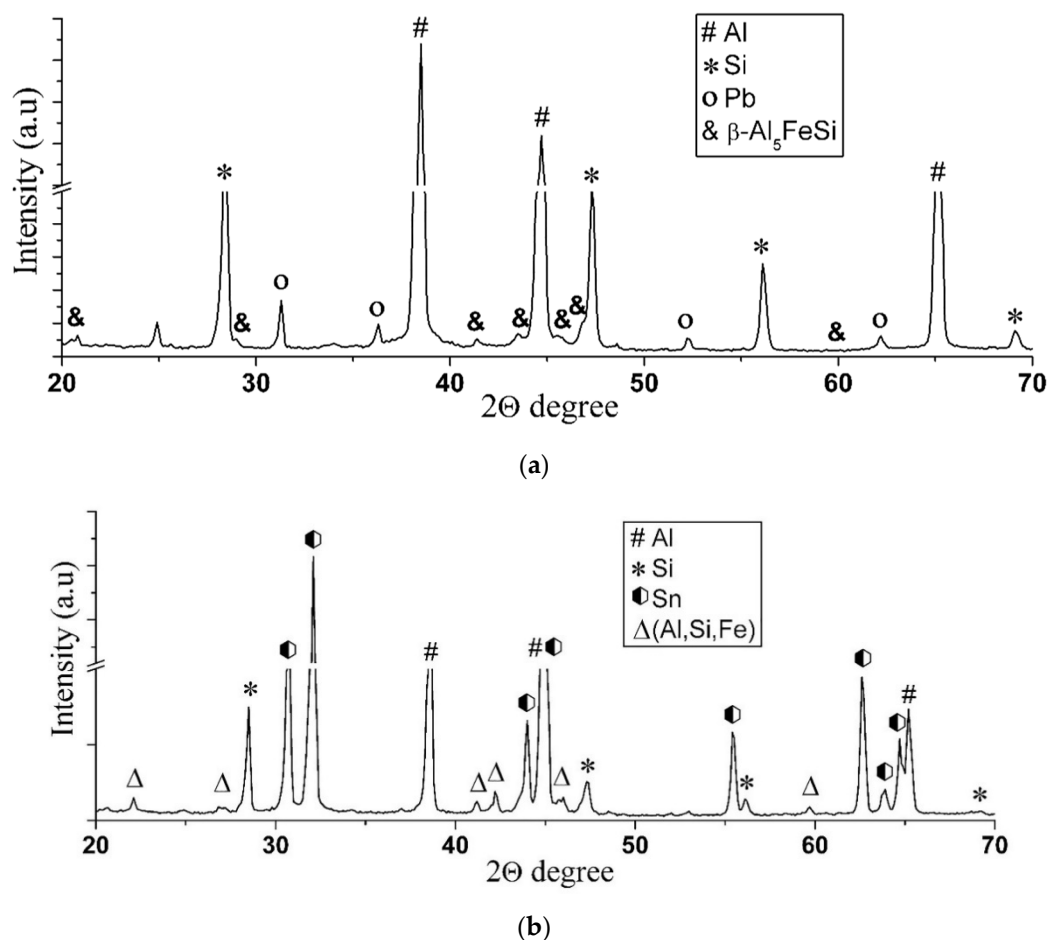 # Al
* Si
o Pb
& β-Al5FeSi
#
#
*
*
#
*
o
o
&
&
&
&
&
&
o
o
&
*
Intensity (a.u)
20 30 40 50 60 70
2Θ degree
(a)
# Al
* Si
Sn
Δ(Al,Si,Fe)
#
#
*
#
Δ
Δ
Δ
Δ
Δ
*
*
Δ
*
Intensity (a.u)
20 30 40 50 60 70
2Θ degree
(b)